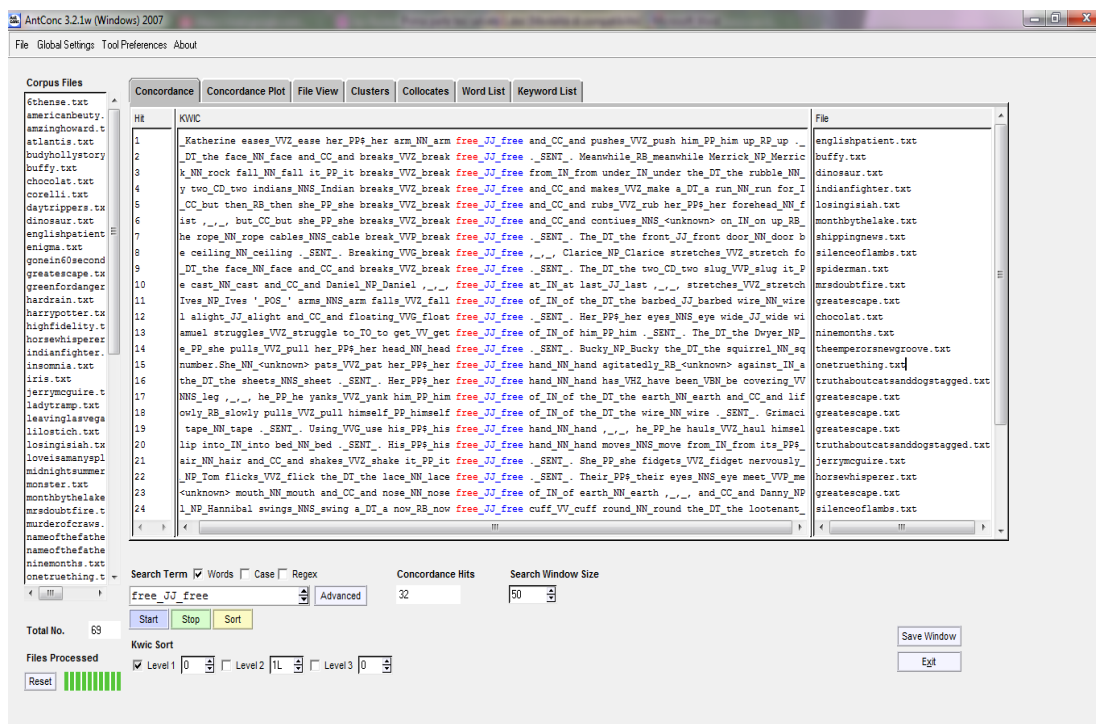 AntConc 3.2.1w (Windows) 2007
File Global Settings Tool Preferences About
Corpus Files
6thense.txt
americanbeuty.
amzinghoward.t
atlantis.txt
budyhollystory
buffy.txt
chocolat.txt
corelli.txt
daytrippers.tx
dinosaur.txt
englishpatient
enigma.txt
gonein60second
greatescape.tx
greenfordanger
hardrain.txt
harrypotter.tx
highfidelity.t
horsewhisperer
indianfighter.
insomnia.txt
iris.txt
jerrymcguire.t
ladytramp.txt
leavinglasvega
lilostich.txt
losingisiah.tx
loveisamanyspl
midnightsummer
monster.txt
monthbythelake
mrsdoubtfire.t
murderofcraws.
nameofthefathe
nameofthefathe
ninemonths.txt
onetruething.t
Total No. 69
Files Processed
Reset
Concordance Concordance Plot File View Clusters Collocates Word List Keyword List
Hit KWIC File
1 _Katherine eases_VVZ_ease her_PP$_her arm_NN_arm free_JJ_free and_CC_and pushes_VVZ_push him_PP_him up_RP_up ._ englishpatient.txt
2 _DT_the face_NN_face and_CC_and breaks_VVZ_break free_JJ_free ._SENT_. Meanwhile_RB_meanwhile Merrick_NP_Merric buffy.txt
3 k_NN_rock fall_NN_fall it_PP_it breaks_VVZ_break free_JJ_free from_IN_from under_IN_under the_DT_the rubble_NN_ dinosaur.txt
4 y two_CD_two indians_NNS_Indian breaks_VVZ_break free_JJ_free and_CC_and makes_VVZ_make a_DT_a run_NN_run for_I indianfighter.txt
5 _CC_but then_RB_then she_PP_she breaks_VVZ_break free_JJ_free and_CC_and rubs_VVZ_rub her_PP$_her forehead_NN_f losingisiah.txt
6 ist ,_,_, but_CC_but she_PP_she breaks_VVZ_break free_JJ_free and_CC_and contiues_NNS_<unknown> on_IN_on up_RB_ monthbythelake.txt
7 he rope_NN_rope cables_NNS_cable break_VVP_break free_JJ_free ._SENT_. The_DT_the front_JJ_front door_NN_door b shippingnews.txt
8 e ceiling_NN_ceiling ._SENT_. Breaking_VVG_break free_JJ_free ,_,_, Clarice_NP_Clarice stretches_VVZ_stretch fo silenceoflambs.txt
9 _DT_the face_NN_face and_CC_and breaks_VVZ_break free_JJ_free ._SENT_. The_DT_the two_CD_two slug_VVP_slug it_P spiderman.txt
10 e cast_NN_cast and_CC_and Daniel_NP_Daniel ,_,_, free_JJ_free at_IN_at last_JJ_last ,_,_, stretches_VVZ_stretch mrsdoubtfire.txt
11 Ives_NP_Ives '_POS_' arms_NNS_arm falls_VVZ_fall free_JJ_free of_IN_of the_DT_the barbed_JJ_barbed wire_NN_wire greatescape.txt
12 l alight_JJ_alight and_CC_and floating_VVG_float free_JJ_free ._SENT_. Her_PP$_her eyes_NNS_eye wide_JJ_wide wi chocolat.txt
13 amuel struggles_VVZ_struggle to_TO_to get_VV_get free_JJ_free of_IN_of him_PP_him ._SENT_. The_DT_the Dwyer_NP_ ninemonths.txt
14 e_PP_she pulls_VVZ_pull her_PP$_her head_NN_head free_JJ_free ._SENT_. Bucky_NP_Bucky the_DT_the squirrel_NN_sq theemperorsnewgroove.txt
15 number.She_NN_<unknown> pats_VVZ_pat her_PP$_her free_JJ_free hand_NN_hand agitatedly_RB_<unknown> against_IN_a onetruething.txt
16 the_DT_the sheets_NNS_sheet ._SENT_. Her_PP$_her free_JJ_free hand_NN_hand has_VHZ_have been_VBN_be covering_VV truthaboutcatsanddogstagged.txt
17 NNS_leg ,_,_, he_PP_he yanks_VVZ_yank him_PP_him free_JJ_free of_IN_of the_DT_the earth_NN_earth and_CC_and lif greatescape.txt
18 owly_RB_slowly pulls_VVZ_pull himself_PP_himself free_JJ_free of_IN_of the_DT_the wire_NN_wire ._SENT_. Grimaci greatescape.txt
19 tape_NN_tape ._SENT_. Using_VVG_use his_PP$_his free_JJ_free hand_NN_hand ,_,_, he_PP_he hauls_VVZ_haul himsel greatescape.txt
20 lip into_IN_into bed_NN_bed ._SENT_. His_PP$_his free_JJ_free hand_NN_hand moves_NNS_move from_IN_from its_PP$_ truthaboutcatsanddogstagged.txt
21 air_NN_hair and_CC_and shakes_VVZ_shake it_PP_it free_JJ_free ._SENT_. She_PP_she fidgets_VVZ_fidget nervously_ jerrymcguire.txt
22 _NP_Tom flicks_VVZ_flick the_DT_the lace_NN_lace free_JJ_free ._SENT_. Their_PP$_their eyes_NNS_eye meet_VVP_me horsewhisperer.txt
23 <unknown> mouth_NN_mouth and_CC_and nose_NN_nose free_JJ_free of_IN_of earth_NN_earth ,_,_, and_CC_and Danny_NP greatescape.txt
24 l_NP_Hannibal swings_NNS_swing a_DT_a now_RB_now free_JJ_free cuff_VV_cuff round_NN_round the_DT_the lootenant_ silenceoflambs.txt
Search Term Words Case Regex Concordance Hits Search Window Size
free_JJ_free Advanced 32 50
Start Stop Sort
Kwic Sort
Level 1 0 Level 2 1L Level 3 0
Save Window
Exit